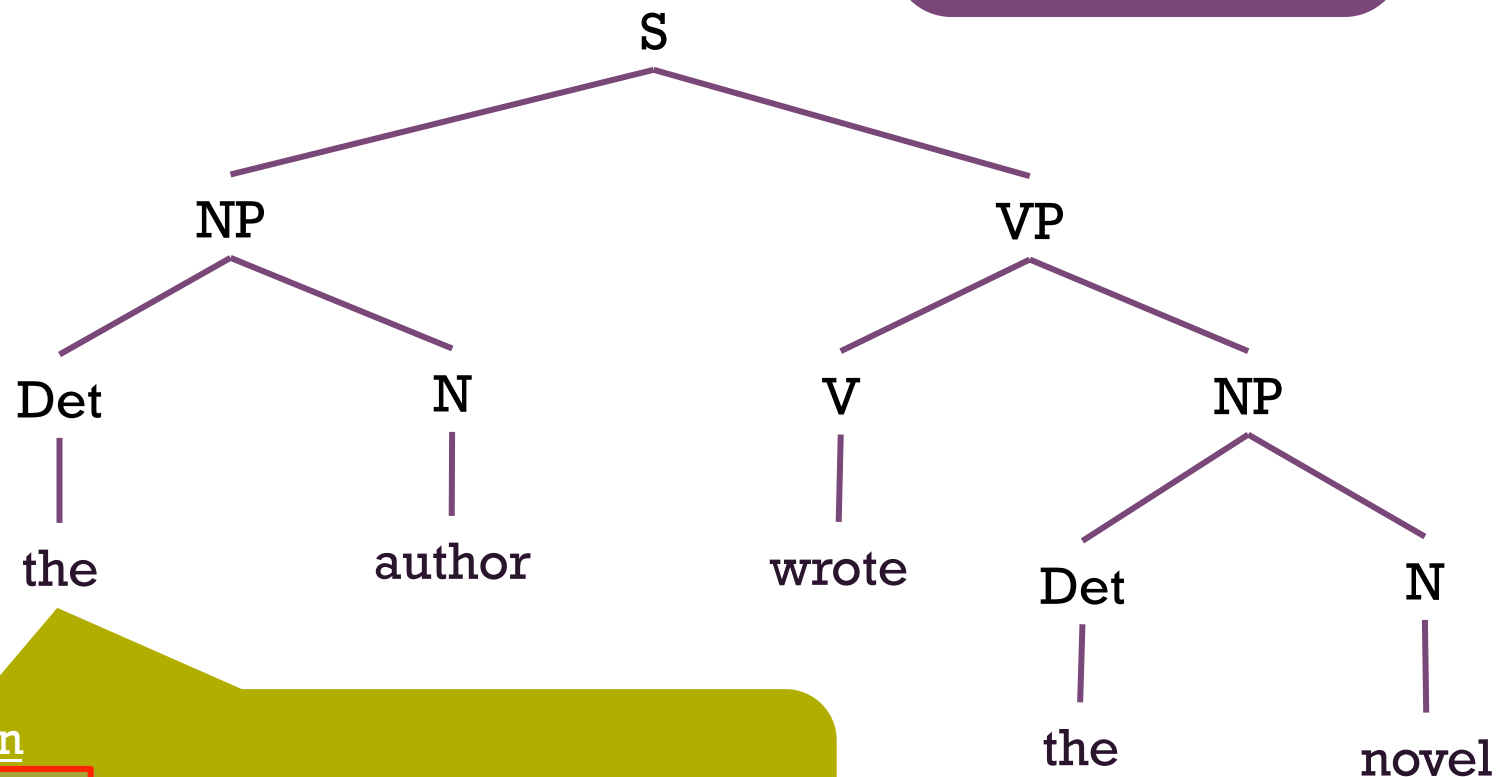 S
NP VP
Det N V NP
the author wrote Det N
the novel